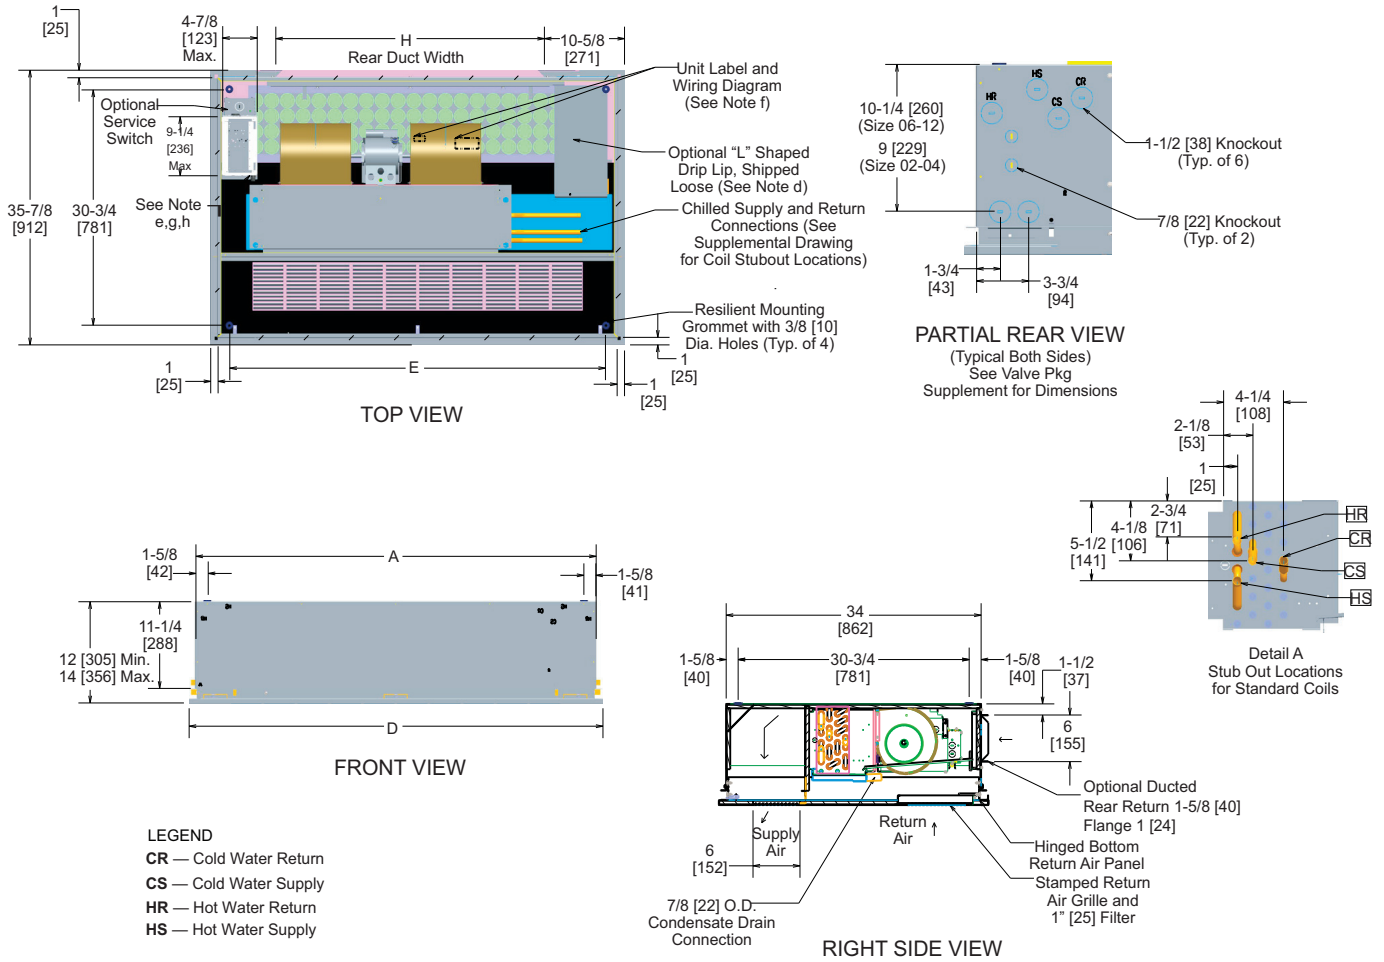 1
[25]
4-7/8
[123]
Max.
H
Rear Duct Width
10-5/8
[271]
Unit Label and
Wiring Diagram
(See Note f)
Optional
Service
Switch
9-1/4
[236]
Max
Optional “L” Shaped
Drip Lip, Shipped
Loose (See Note d)
35-7/8
[912]
30-3/4
[781]
See Note
e,g,h
Chilled Supply and Return
Connections (See
Supplemental Drawing
for Coil Stubout Locations)
Resilient Mounting
Grommet with 3/8 [10]
Dia. Holes (Typ. of 4)
1
[25]
E
1
[25]
1
[25]
TOP VIEW
10-1/4 [260]
(Size 06-12)
9 [229]
(Size 02-04)
HS
CR
HR
CS
1-1/2 [38] Knockout
(Typ. of 6)
7/8 [22] Knockout
(Typ. of 2)
1-3/4
[43]
3-3/4
[94]
PARTIAL REAR VIEW
(Typical Both Sides)
See Valve Pkg
Supplement for Dimensions
4-1/4
[108]
2-1/8
[53]
1
[25]
2-3/4
[71]
4-1/8
[106]
5-1/2
[141]
HR
CR
CS
HS
Detail A
Stub Out Locations
for Standard Coils
1-5/8
[42]
A
1-5/8
[41]
11-1/4
[288]
12 [305] Min.
14 [356] Max.
D
FRONT VIEW
34
[862]
1-5/8
[40]
30-3/4
[781]
1-5/8
[40]
1-1/2
[37]
6
[155]
Optional Ducted
Rear Return 1-5/8 [40]
Flange 1 [24]
Supply
Air
Return
Air
Hinged Bottom
Return Air Panel
Stamped Return
Air Grille and
1” [25] Filter
6
[152]
7/8 [22] O.D.
Condensate Drain
Connection
RIGHT SIDE VIEW
LEGEND
CR — Cold Water Return
CS — Cold Water Supply
HR — Hot Water Return
HS — Hot Water Supply